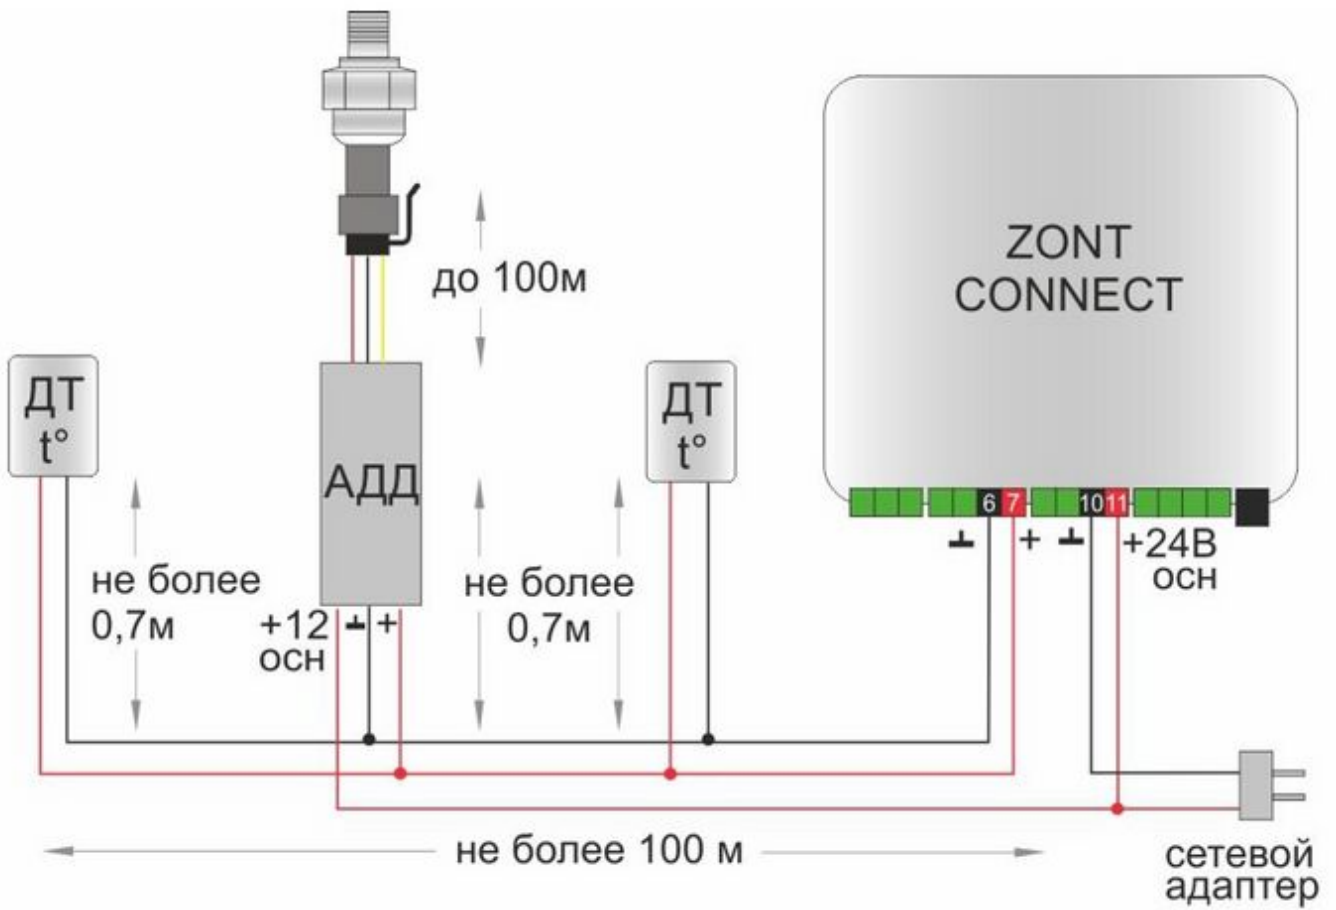 ZONT
CONNECT
до 100м
ДТ
t°
АДД
ДТ
t°
6 7 10 11
+ +24В
осн
не более
0,7м
+12 +
осн
не более
0,7м
не более 100 м
сетевой
адаптер